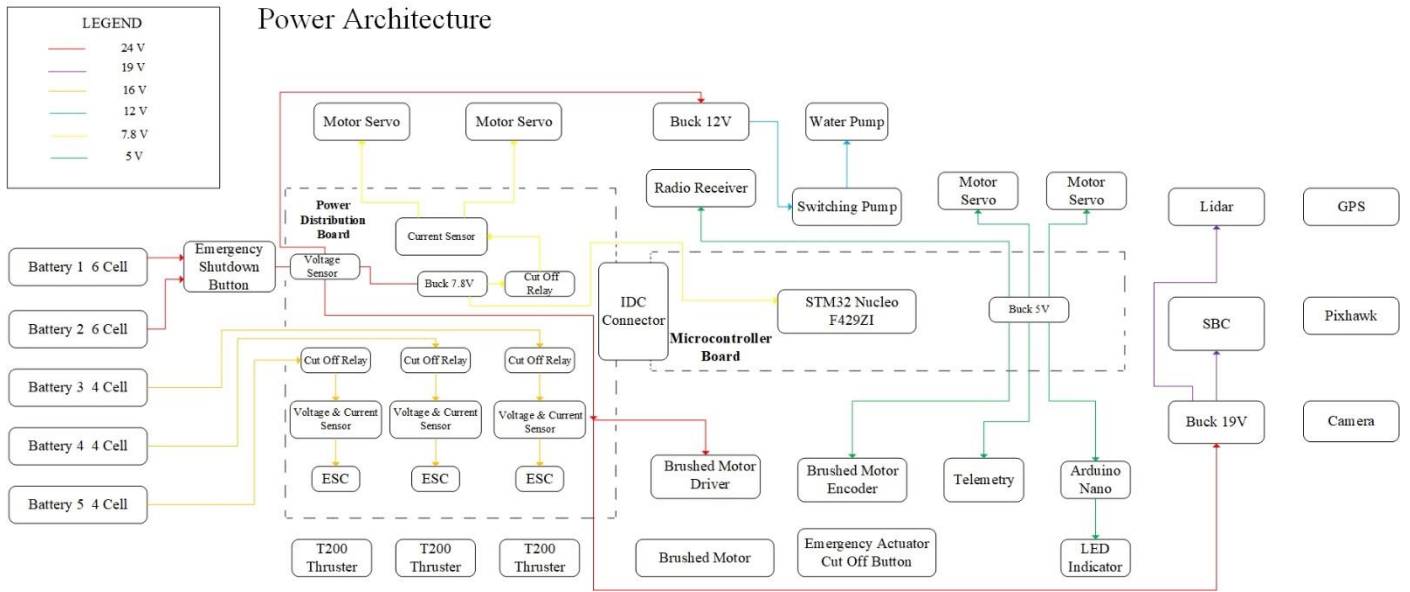 Power Architecture
LEGEND
24 V
19 V
16 V
12 V
7.8 V
5 V
Motor Servo
Motor Servo
Buck 12V
Water Pump
Radio Receiver
Switching Pump
Motor
Servo
Motor
Servo
Lidar
GPS
Power
Distribution
Board
Current Sensor
Battery 1 6 Cell
Emergency
Shutdown
Button
Voltage
Sensor
Buck 7.8V
Cut Off
Relay
IDC
Connector
STM32 Nucleo
F429ZI
Buck 5V
SBC
Pixhawk
Battery 2 6 Cell
Microcontroller
Board
Battery 3 4 Cell
Cut Off Relay
Cut Off Relay
Cut Off Relay
Battery 4 4 Cell
Voltage & Current
Sensor
Voltage & Current
Sensor
Voltage & Current
Sensor
Buck 19V
Camera
Battery 5 4 Cell
ESC
ESC
ESC
Brushed Motor
Driver
Brushed Motor
Encoder
Telemetry
Arduino
Nano
T200
Thruster
T200
Thruster
T200
Thruster
Brushed Motor
Emergency Actuator
Cut Off Button
LED
Indicator